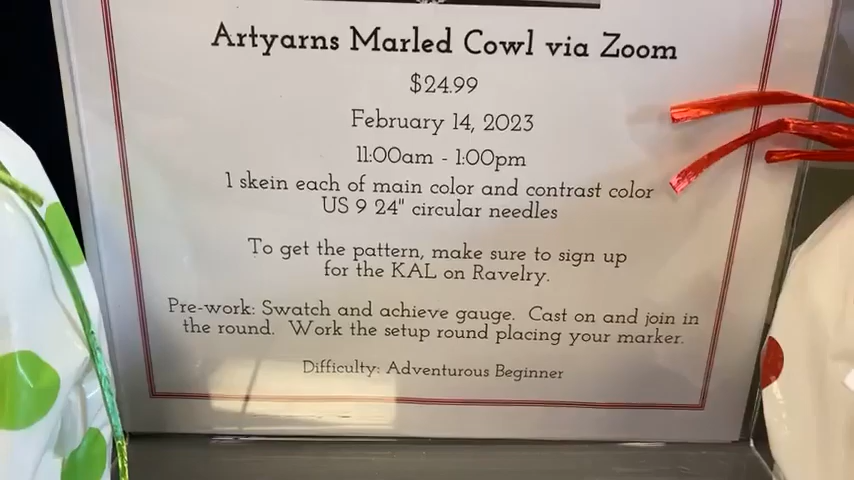 Artyarns Marled Cowl via Zoom
$24.99
February 14, 2023
11:00am - 1:00pm
1 skein each of main color and contrast color
US 9 24" circular needles
To get the pattern, make sure to sign up
for the KAL on Ravelry.
Pre-work: Swatch and achieve gauge. Cast on and join in
the round. Work the setup round placing your marker.
Difficulty: Adventurous Beginner